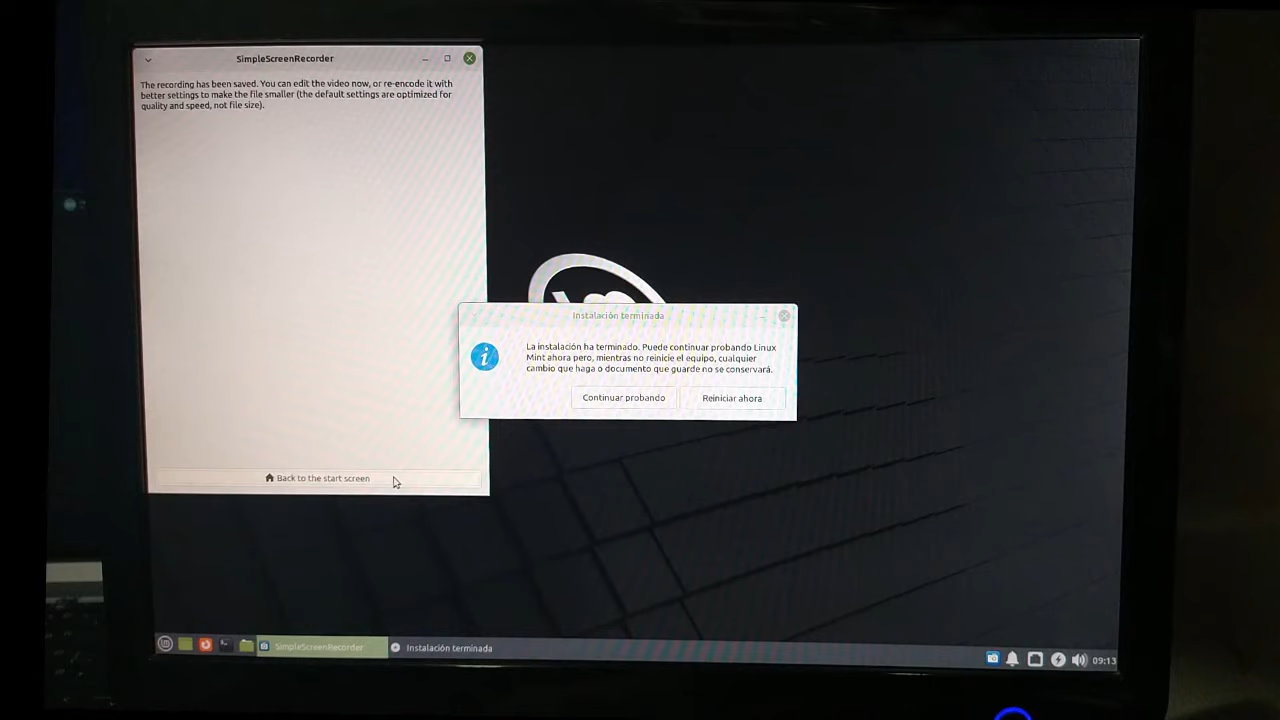 SimpleScreenRecorder
The recording has been saved. You can edit the video now, or re-encode it with
better settings to make the file smaller (the default settings are optimized for
quality and speed, not file size).
Instalación terminada
La instalación ha terminado. Puede continuar probando Linux
Mint ahora pero, mientras no reinicie el equipo, cualquier
cambio que haga o documento que guarde no se conservará.
Continuar probando
Reiniciar ahora
Back to the start screen
SimpleScreenRecorder
Instalación terminada
09:13